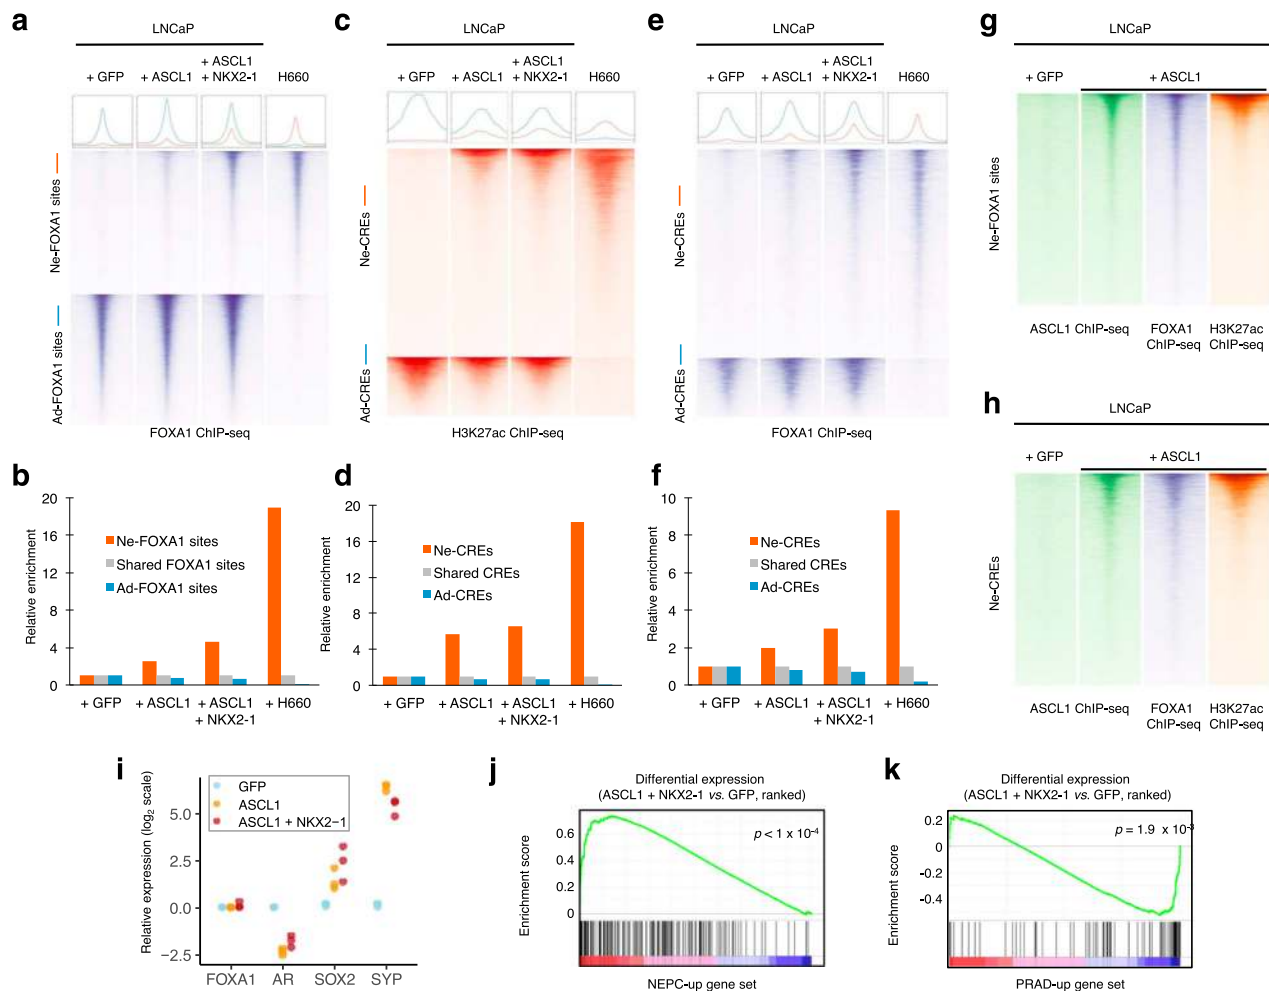 a
LNCaP
+ GFP
+ ASCL1
+ ASCL1
+ NKX2-1
H660
Ne-FOXA1 sites
Ad-FOXA1 sites
FOXA1 ChIP-seq
c
LNCaP
+ GFP
+ ASCL1
+ ASCL1
+ NKX2-1
H660
Ne-CREs
Ad-CREs
H3K27ac ChIP-seq
e
LNCaP
+ GFP
+ ASCL1
+ ASCL1
+ NKX2-1
H660
Ne-CREs
Ad-CREs
FOXA1 ChIP-seq
g
LNCaP
+ GFP
+ ASCL1
Ne-FOXA1 sites
ASCL1 ChIP-seq
FOXA1
ChIP-seq
H3K27ac
ChIP-seq
b
Relative enrichment
20
16
12
8
4
0
Ne-FOXA1 sites
Shared FOXA1 sites
Ad-FOXA1 sites
+ GFP
+ ASCL1
+ ASCL1
+ NKX2-1
+ H660
d
Relative enrichment
20
16
12
8
4
0
Ne-CREs
Shared CREs
Ad-CREs
+ GFP
+ ASCL1
+ ASCL1
+ NKX2-1
+ H660
f
Relative enrichment
10
8
6
4
2
0
Ne-CREs
Shared CREs
Ad-CREs
+ GFP
+ ASCL1
+ ASCL1
+ NKX2-1
+ H660
h
LNCaP
+ GFP
+ ASCL1
Ne-CREs
ASCL1 ChIP-seq
FOXA1
ChIP-seq
H3K27ac
ChIP-seq
i
Relative expression (log2 scale)
5.0
2.5
0.0
−2.5
GFP
ASCL1
ASCL1 + NKX2−1
FOXA1
AR
SOX2
SYP
j
Differential expression
(ASCL1 + NKX2-1 vs. GFP, ranked)
p < 1 x 10-4
Enrichment score
0.6
0.4
0.2
0
NEPC-up gene set
k
Differential expression
(ASCL1 + NKX2-1 vs. GFP, ranked)
p = 1.9 x 10-3
Enrichment score
0.2
0
-0.2
-0.4
PRAD-up gene set